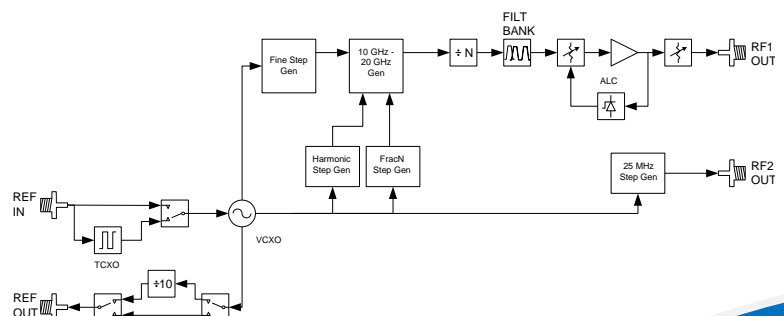 FILT
BANK
RF1
OUT
Fine Step
Gen
10 GHz -
20 GHz
Gen
÷ N
ALC
Harmonic
Step Gen
FracN
Step Gen
25 MHz
Step Gen
RF2
OUT
REF
IN
TCXO
VCXO
÷10
REF
OUT